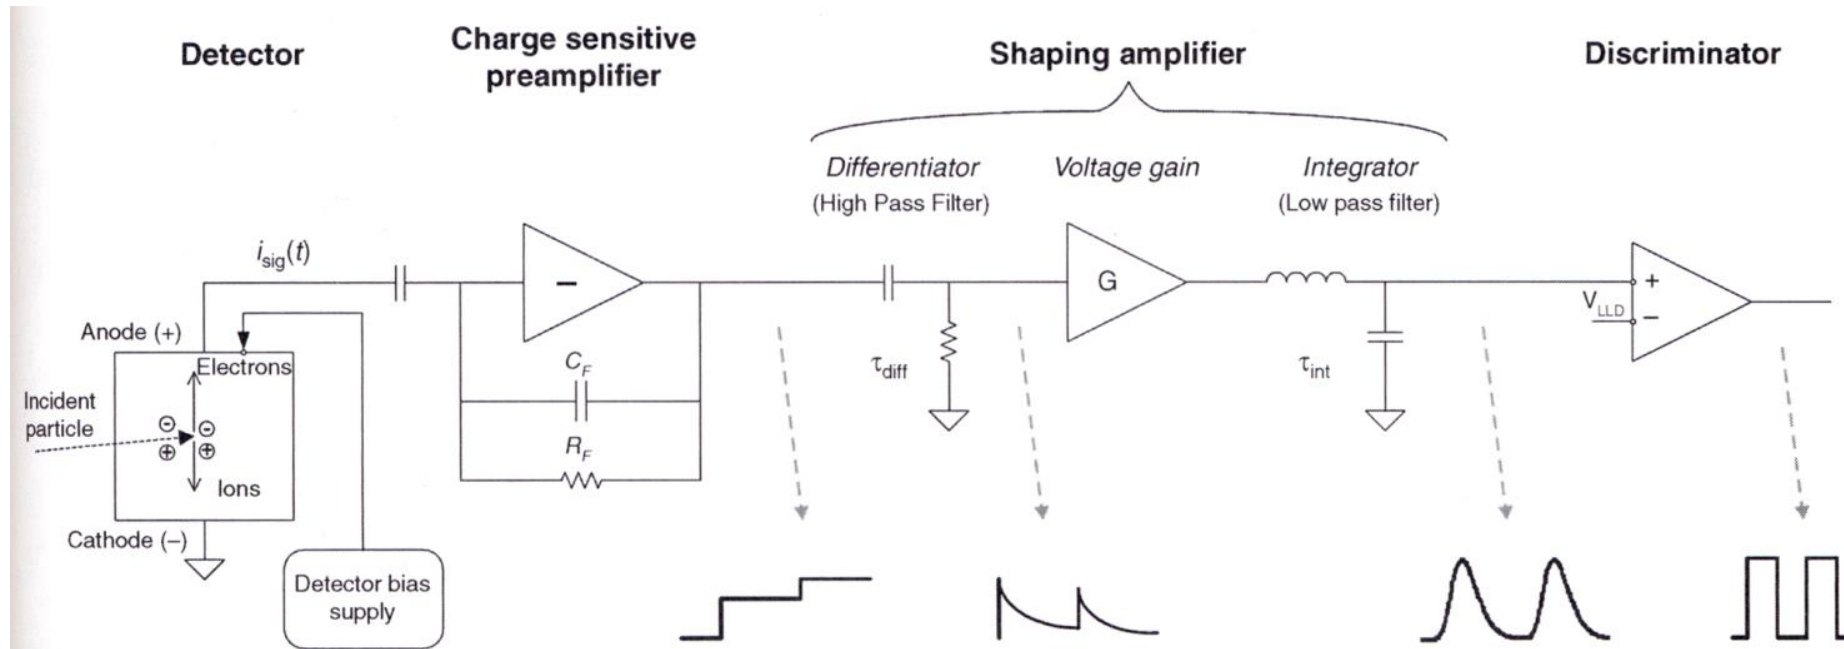 Detector
Charge sensitive
preamplifier
Shaping amplifier
Discriminator
Differentiator
(High Pass Filter)
Voltage gain
Integrator
(Low pass filter)
i_sig(t)
−
G
V_LLD
+
−
Anode (+)
Electrons
Incident
particle
− −
+ +
Ions
Cathode (−)
Detector bias
supply
C_F
R_F
τ_diff
τ_int